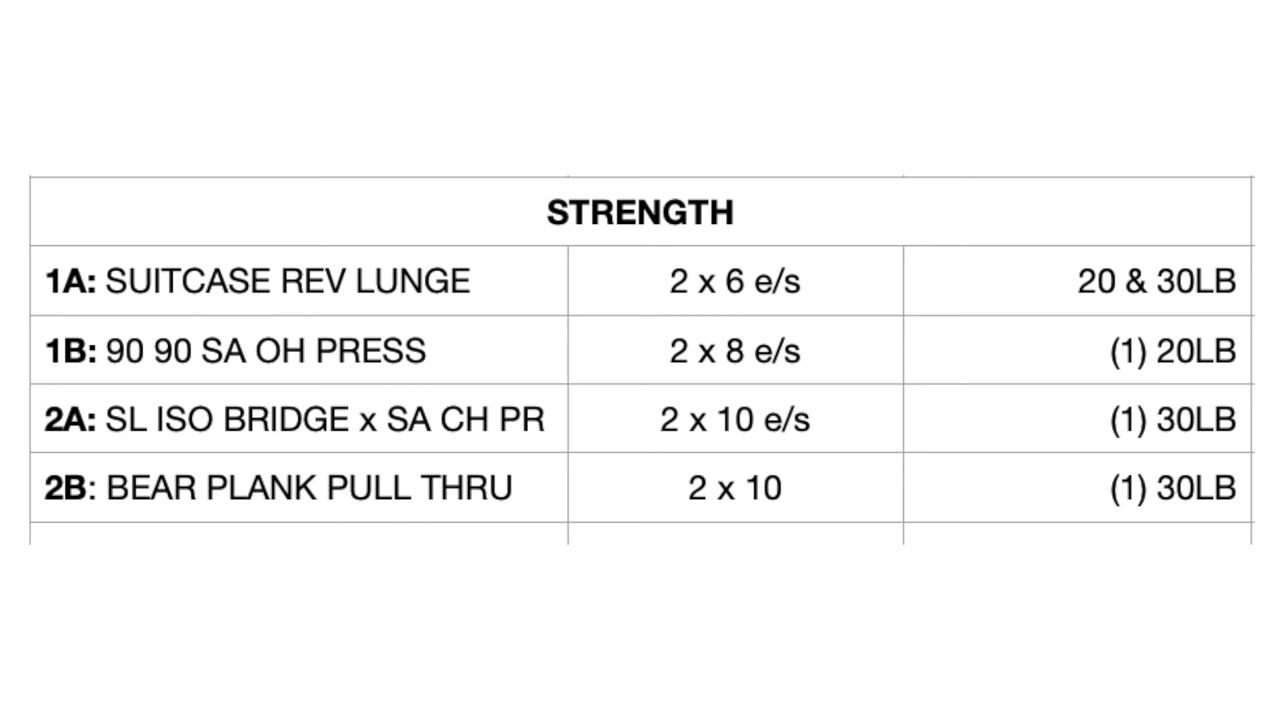 STRENGTH
1A: SUITCASE REV LUNGE 2 x 6 e/s 20 & 30LB
1B: 90 90 SA OH PRESS 2 x 8 e/s (1) 20LB
2A: SL ISO BRIDGE x SA CH PR 2 x 10 e/s (1) 30LB
2B: BEAR PLANK PULL THRU 2 x 10 (1) 30LB